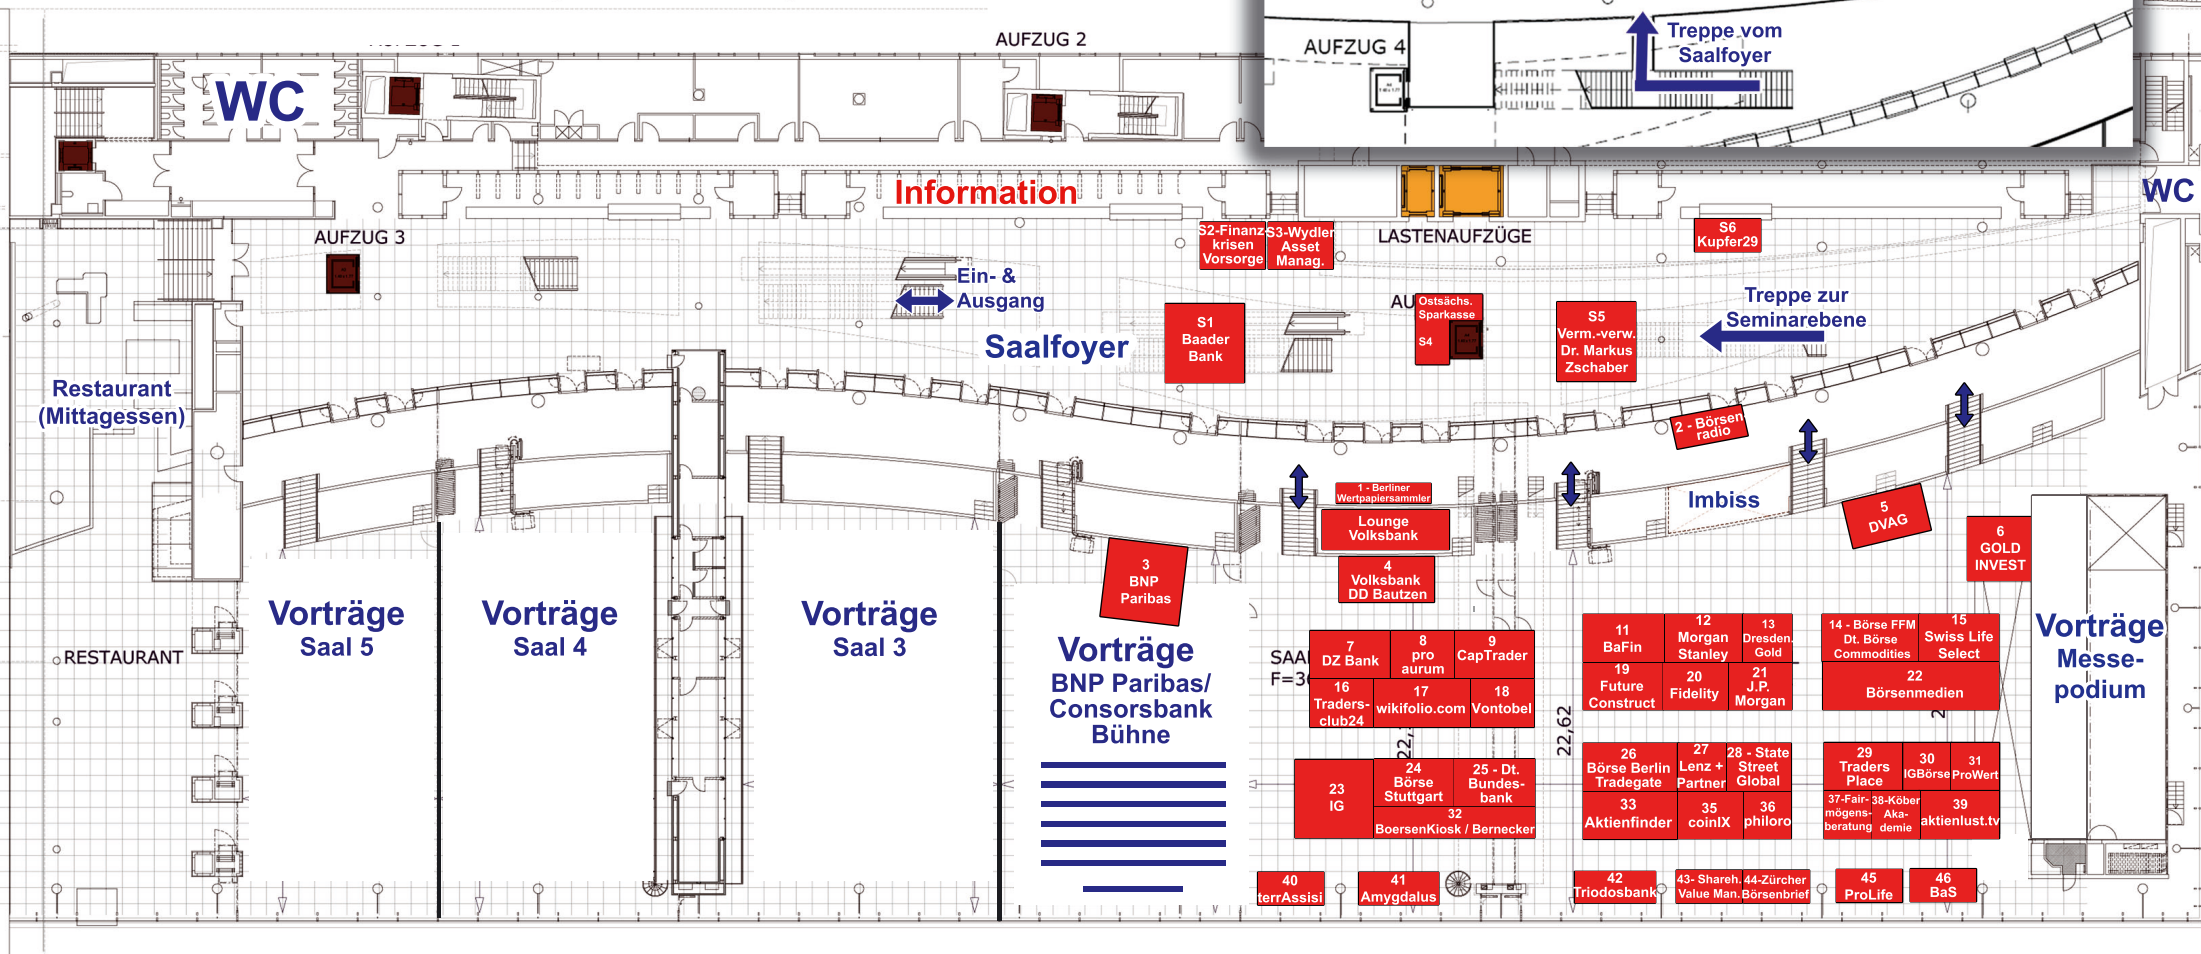 AUFZUG 2
AUFZUG 4
Treppe vom
Saalfoyer
WC
WC
Information
AUFZUG 3
LASTENAUFZÜGE
S2-Finanz-
krisen
Vorsorge
S3-Wydler
Asset
Manag.
S6
Kupfer29
Ein- &
Ausgang
Saalfoyer
S1
Baader
Bank
AU
Ostsächs.
Sparkasse
S4
S5
Verm.-verw.
Dr. Markus
Zschaber
Treppe zur
Seminarebene
Restaurant
(Mittagessen)
2 - Börsen
radio
1 - Berliner
Wertpapiersammler
Lounge
Volksbank
Imbiss
5
DVAG
6
GOLD
INVEST
3
BNP
Paribas
4
Volksbank
DD Bautzen
RESTAURANT
Vorträge
Saal 5
Vorträge
Saal 4
Vorträge
Saal 3
Vorträge
BNP Paribas/
Consorsbank
Bühne
Vorträge
Messe-
podium
SAA
F=3
7
DZ Bank
8
pro
aurum
9
CapTrader
11
BaFin
12
Morgan
Stanley
13
Dresden.
Gold
14 - Börse FFM
Dt. Börse
Commodities
15
Swiss Life
Select
16
Traders-
club24
17
wikifolio.com
18
Vontobel
19
Future
Construct
20
Fidelity
21
J.P.
Morgan
22
Börsenmedien
22,
22,62
2
23
IG
24
Börse
Stuttgart
25 - Dt.
Bundes-
bank
26
Börse Berlin
Tradegate
27
Lenz +
Partner
28 - State
Street
Global
29
Traders
Place
30
IGBörse
31
ProWert
32
BoersenKiosk / Bernecker
33
Aktienfinder
35
coinIX
36
philoro
37-Fair-
mögens-
beratung
38-Köber
Aka-
demie
39
aktienlust.tv
40
terrAssisi
41
Amygdalus
42
Triodosbank
43- Shareh.
Value Man.
44-Zürcher
Börsenbrief
45
ProLife
46
BaS